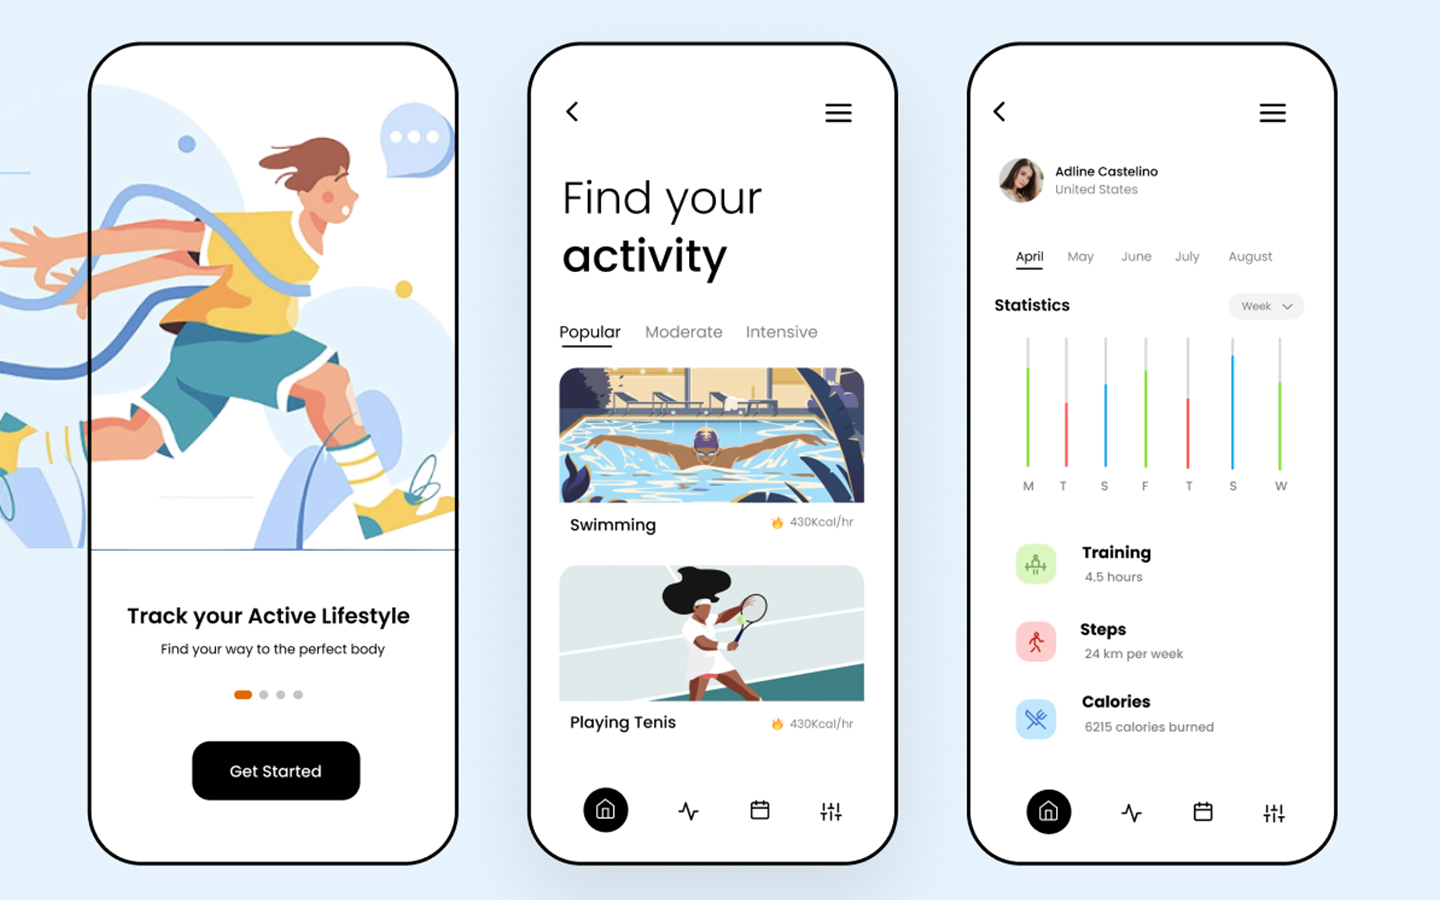 Track your Active Lifestyle
Find your way to the perfect body
Get Started
Find your
activity
Popular Moderate Intensive
Swimming 430Kcal/hr
Playing Tenis 430Kcal/hr
Adline Castelino
United States
April May June July August
Statistics Week
M T S F T S W
Training
4.5 hours
Steps
24 km per week
Calories
6215 calories burned